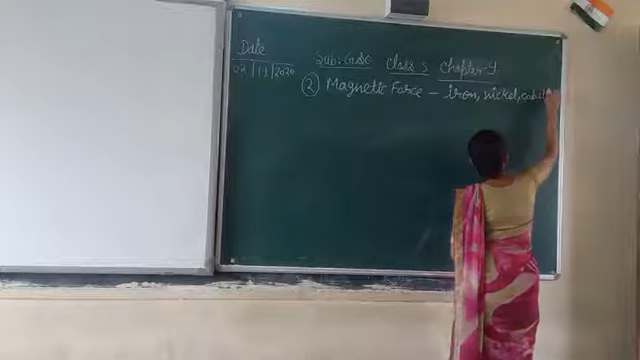 Date
Class 5 Chapter-9
02/11/2020
② Magnetic Force – iron, nickel, cobalt